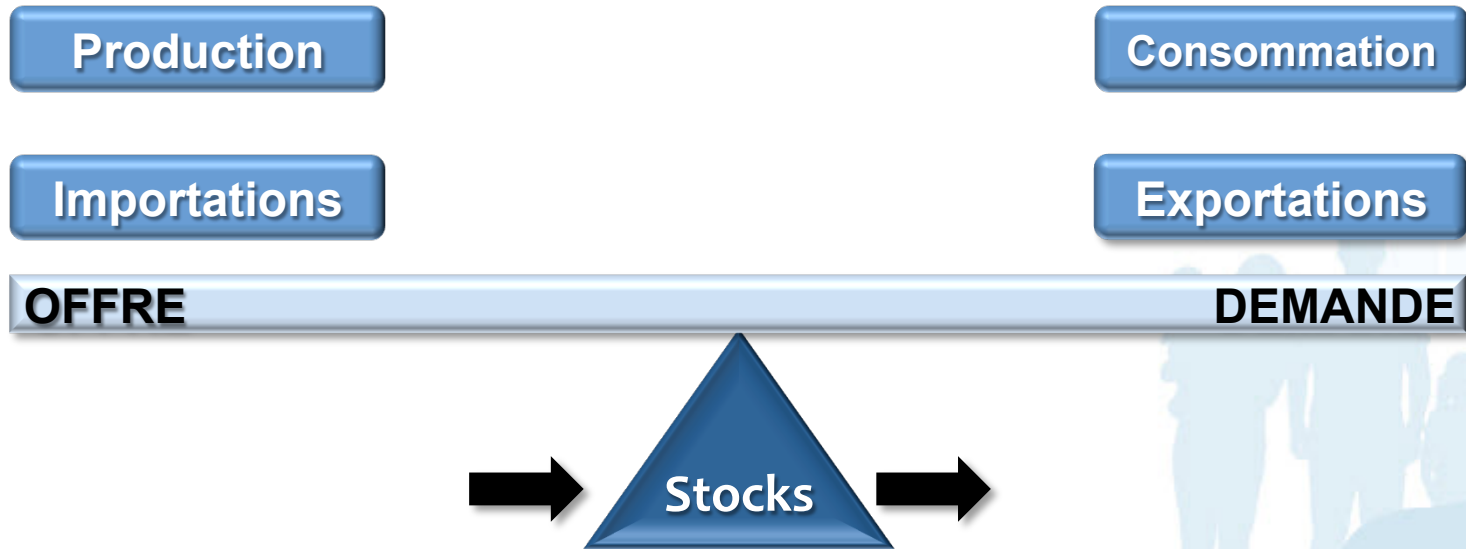 Production
Consommation
Importations
Exportations
OFFRE
DEMANDE
Stocks